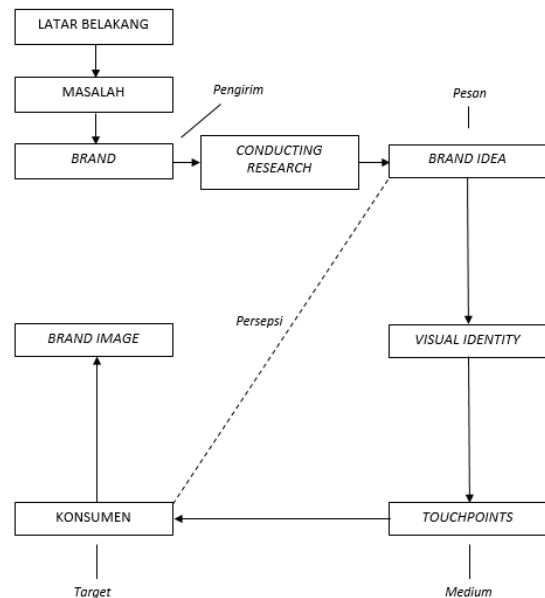 LATAR BELAKANG
MASALAH
Pengirim
Pesan
BRAND
CONDUCTING
RESEARCH
BRAND IDEA
Persepsi
BRAND IMAGE
VISUAL IDENTITY
KONSUMEN
TOUCHPOINTS
Target
Medium